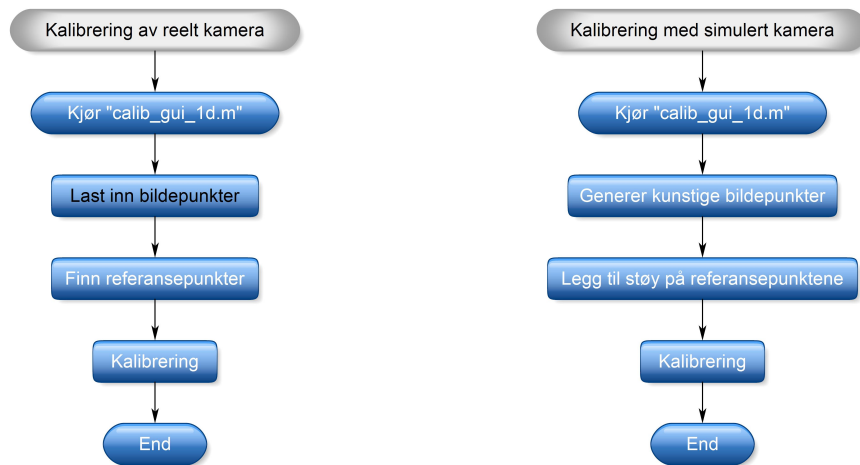 Kalibrering av reelt kamera
Kjør "calib_gui_1d.m"
Last inn bildepunkter
Finn referansepunkter
Kalibrering
End
Kalibrering med simulert kamera
Kjør "calib_gui_1d.m"
Generer kunstige bildepunkter
Legg til støy på referansepunktene
Kalibrering
End